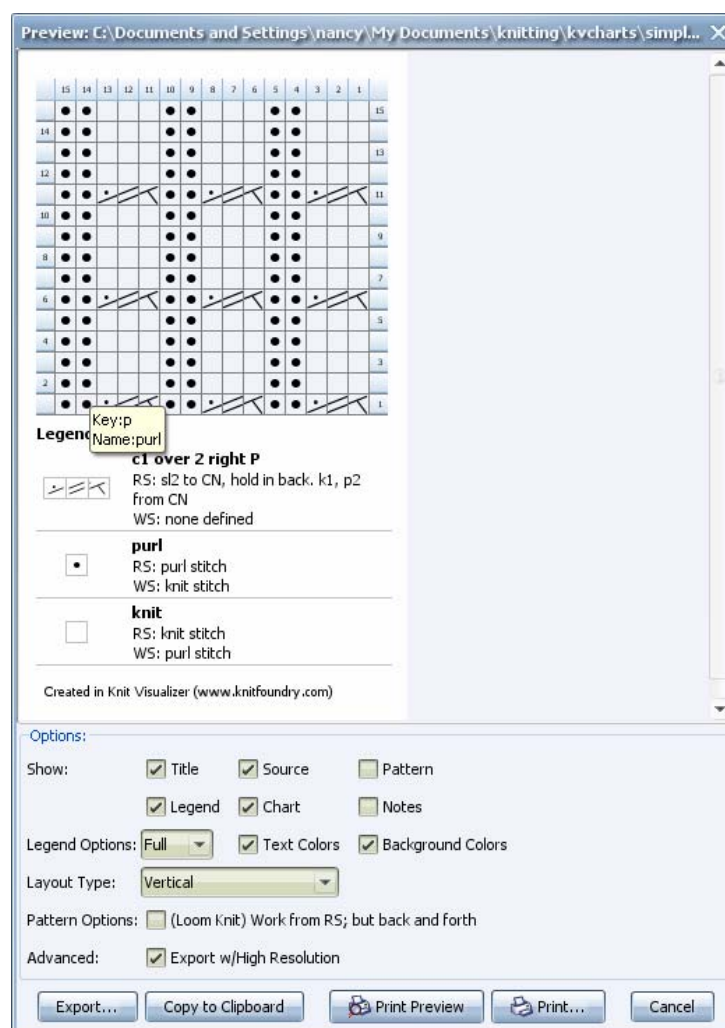 Preview: C:\Documents and Settings\nancy\My Documents\knitting\kvcharts\simpl...
15 14 13 12 11 10 9 8 7 6 5 4 3 2 1
15
14
13
12
11
10
9
8
7
6
5
4
3
2
1
Key:p
Name:purl
Legend
c1 over 2 right P
RS: sl2 to CN, hold in back. k1, p2
from CN
WS: none defined
purl
RS: purl stitch
WS: knit stitch
knit
RS: knit stitch
WS: purl stitch
Created in Knit Visualizer (www.knitfoundry.com)
Options:
Show: Title Source Pattern
Legend Chart Notes
Legend Options: Full Text Colors Background Colors
Layout Type: Vertical
Pattern Options: (Loom Knit) Work from RS; but back and forth
Advanced: Export w/High Resolution
Export... Copy to Clipboard Print Preview Print... Cancel